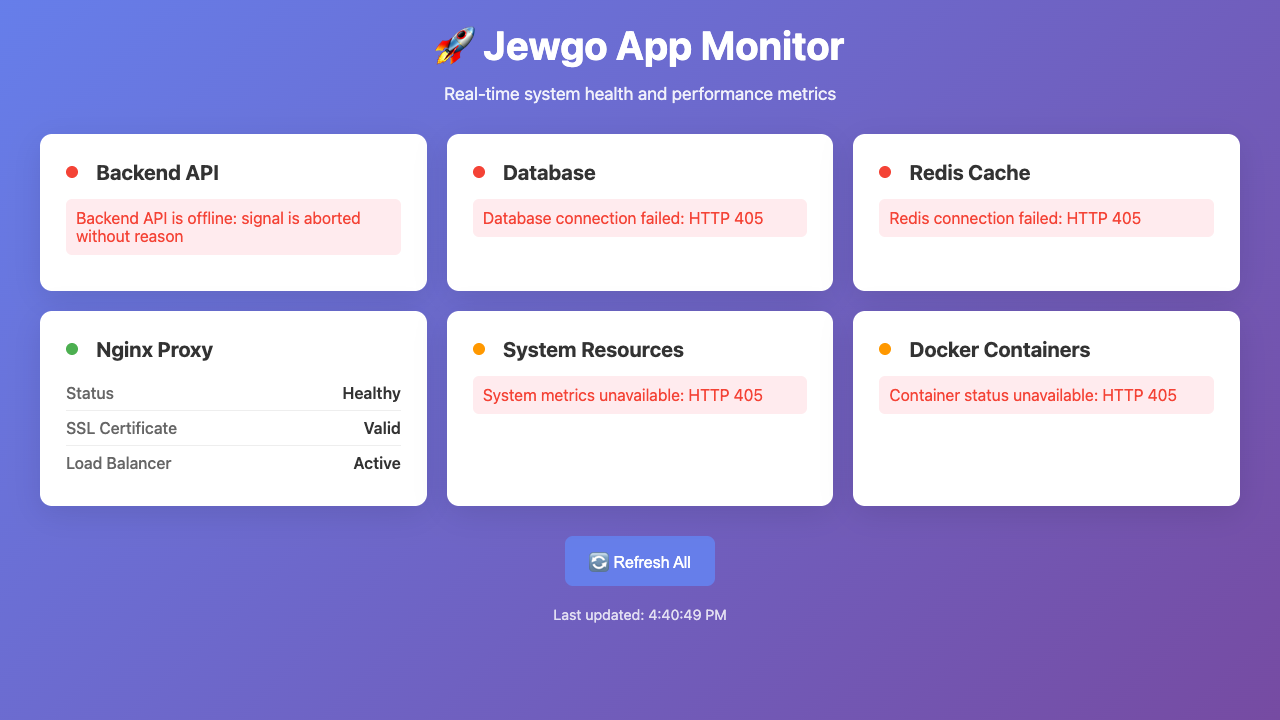 🚀 Jewgo App Monitor
Real-time system health and performance metrics
Backend API
Backend API is offline: signal is aborted
without reason
Database
Database connection failed: HTTP 405
Redis Cache
Redis connection failed: HTTP 405
Nginx Proxy
Status Healthy
SSL Certificate Valid
Load Balancer Active
System Resources
System metrics unavailable: HTTP 405
Docker Containers
Container status unavailable: HTTP 405
🔄 Refresh All
Last updated: 4:40:49 PM